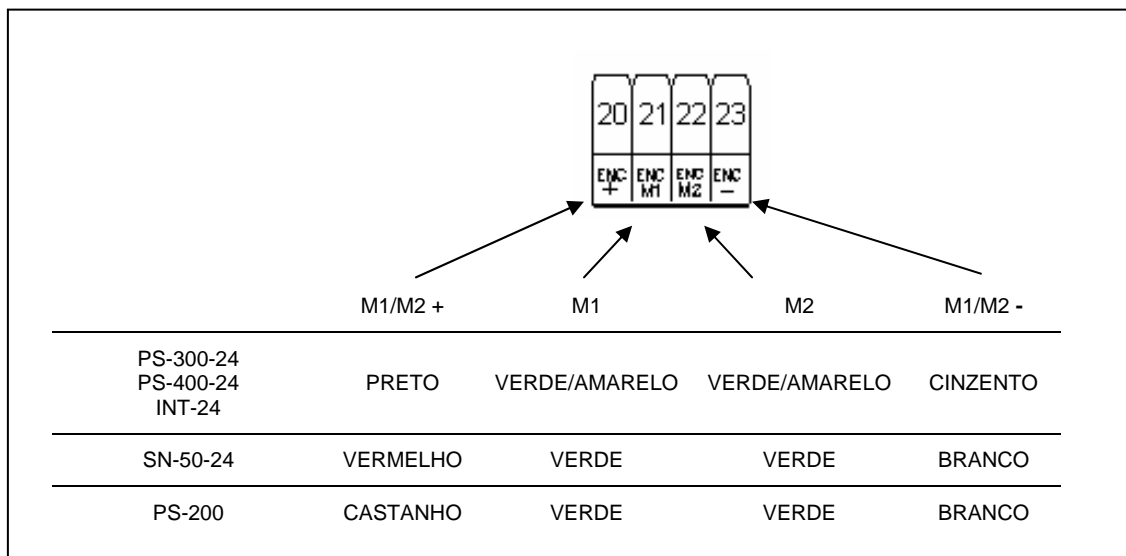 20 21 22 23
ENC + ENC M1 ENC M2 ENC -
M1/M2 + M1 M2 M1/M2 -
PS-300-24
PS-400-24 PRETO VERDE/AMARELO VERDE/AMARELO CINZENTO
INT-24
SN-50-24 VERMELHO VERDE VERDE BRANCO
PS-200 CASTANHO VERDE VERDE BRANCO